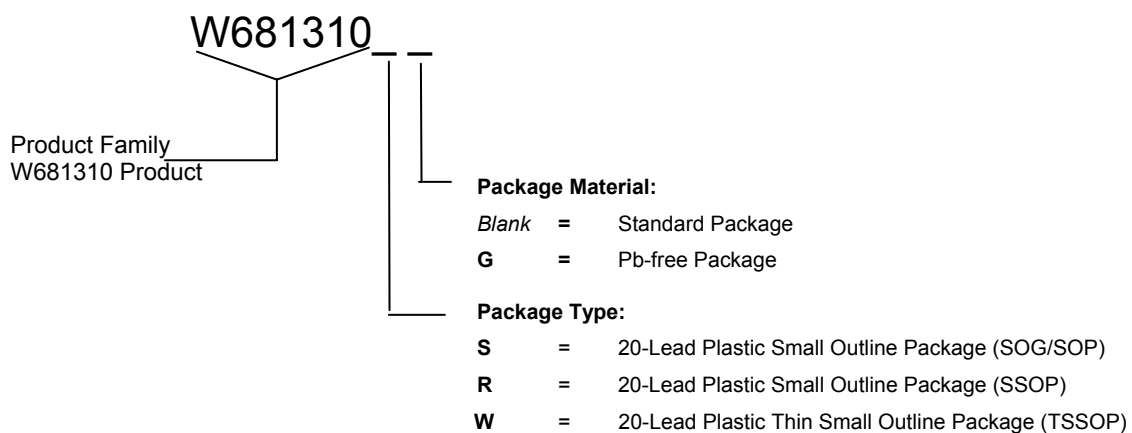 W681310_ _
Product Family
W681310 Product
Package Material:
Blank = Standard Package
G = Pb-free Package
Package Type:
S = 20-Lead Plastic Small Outline Package (SOG/SOP)
R = 20-Lead Plastic Small Outline Package (SSOP)
W = 20-Lead Plastic Thin Small Outline Package (TSSOP)